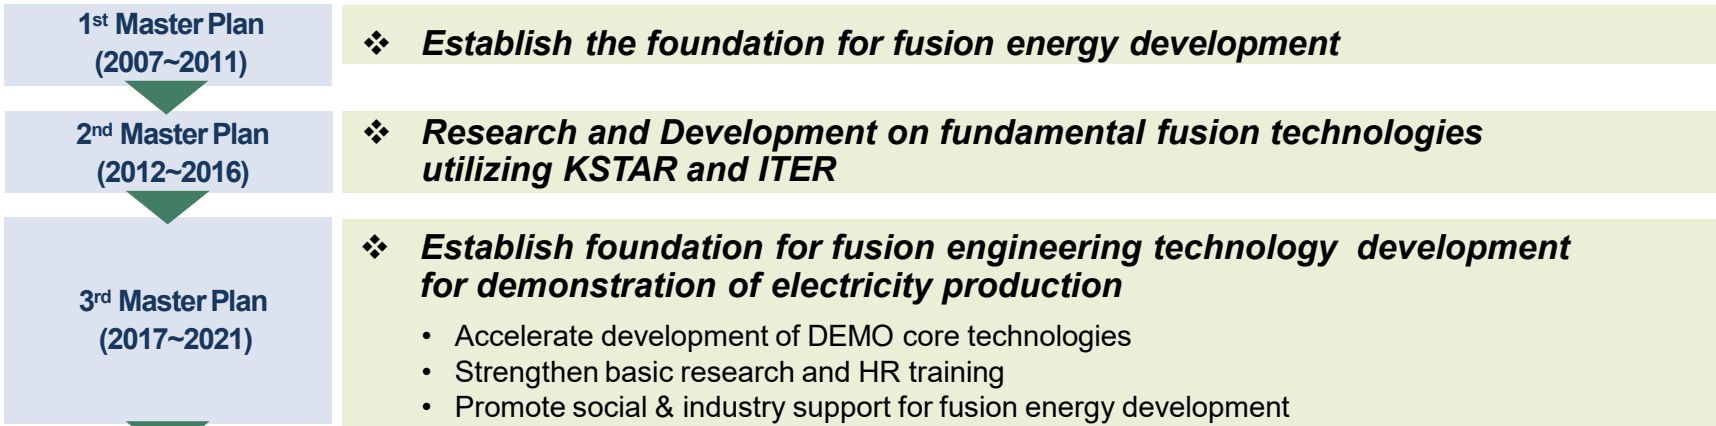 1st Master Plan
(2007~2011)
❖ Establish the foundation for fusion energy development
2nd Master Plan
(2012~2016)
❖ Research and Development on fundamental fusion technologies
utilizing KSTAR and ITER
3rd Master Plan
(2017~2021)
❖ Establish foundation for fusion engineering technology development
for demonstration of electricity production
• Accelerate development of DEMO core technologies
• Strengthen basic research and HR training
• Promote social & industry support for fusion energy development